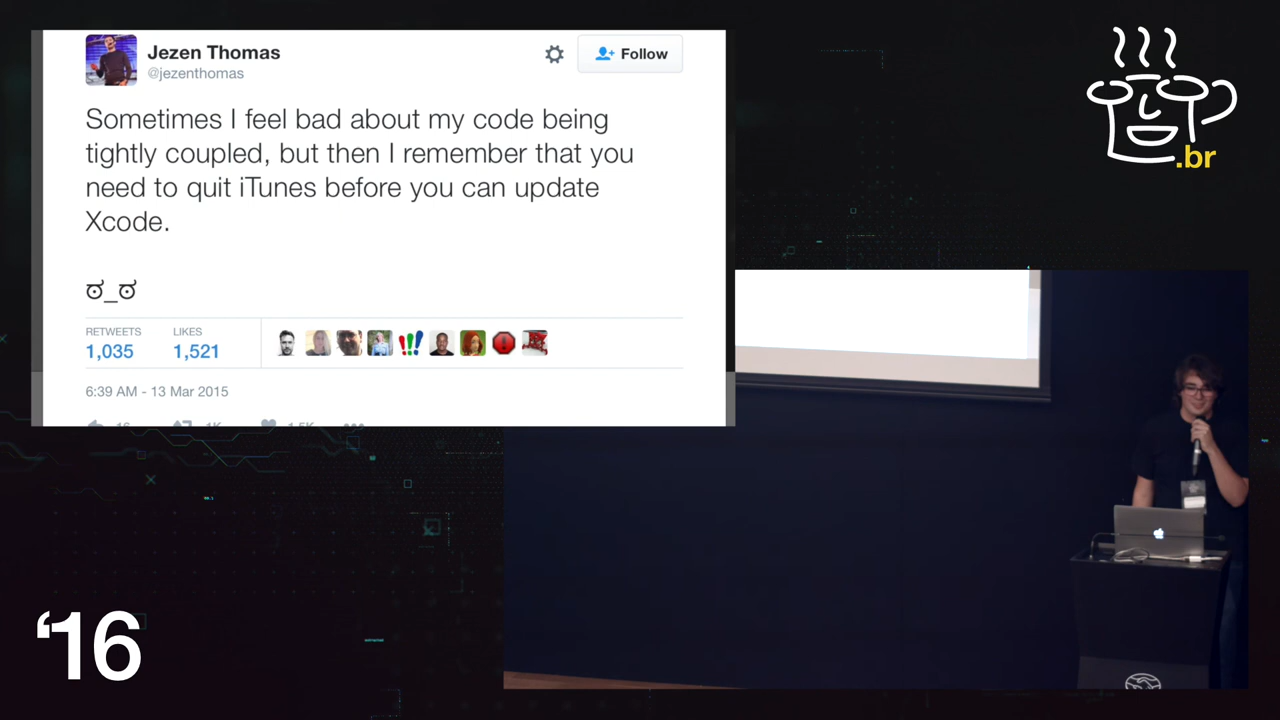 Jezen Thomas
@jezenthomas
Follow
Sometimes I feel bad about my code being
tightly coupled, but then I remember that you
need to quit iTunes before you can update
Xcode.
ಠ_ಠ
RETWEETS LIKES
1,035 1,521
6:39 AM - 13 Mar 2015
.br
‘16